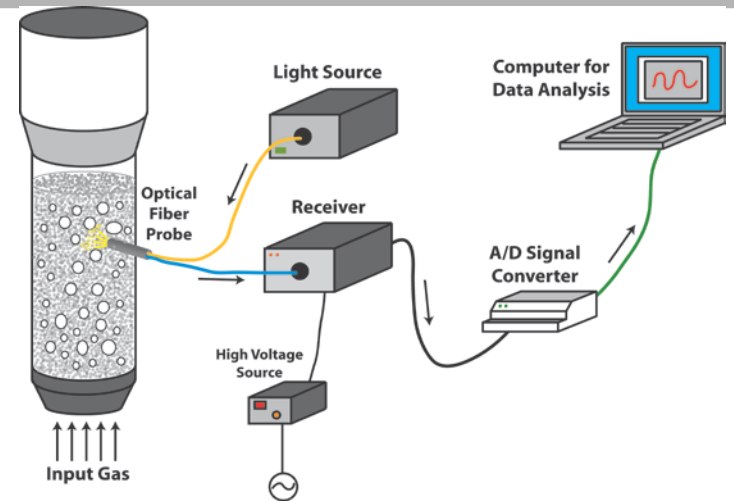 Light Source
Computer for
Data Analysis
Optical
Fiber
Probe
Receiver
A/D Signal
Converter
High Voltage
Source
Input Gas